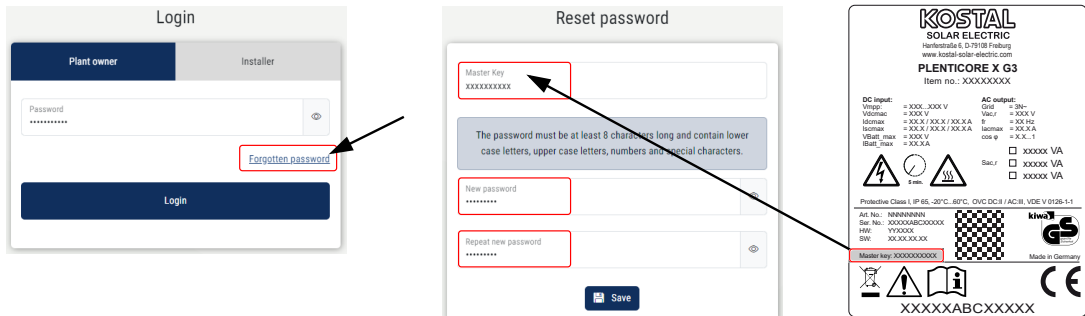 Login
Plant owner
Installer
Password
•••••••••••
Forgotten password
Login
Reset password
Master Key
xxxxxxxxxx
The password must be at least 8 characters long and contain lower
case letters, upper case letters, numbers and special characters.
New password
•••••••••
Repeat new password
•••••••••
Save
KOSTAL
SOLAR ELECTRIC
Hanferstraße 6, D-79108 Freiburg
www.kostal-solar-electric.com
PLENTICORE X G3
Item no.: XXXXXXXX
DC input:
Vmpp: = XXX...XXX V
Vdcmac = XXX V
Idcmax = XX.X / XX.X / XX.X A
Iscmax = XX.X / XX.X / XX.X A
VBatt_max = XXX V
IBatt_max = XX.X A
AC output:
Grid = 3N~
Vac,r = XXX V
fr = XX Hz
Iacmax = XX.X A
cos φ = X.X...1
xxxxx VA
Sac,r xxxxx VA
xxxxx VA
5 min.
Protective Class I, IP 65, -20°C...60°C, OVC DC:II / AC:III, VDE V 0126-1-1
Art. No.: NNNNNNNN
Ser. No.: XXXXXABCXXXXX
HW: YYXXXX
SW: XX.XX.XX.XX
Master key: XXXXXXXXXX
kiwa
GS
Made in Germany
CE
XXXXXABCXXXXX